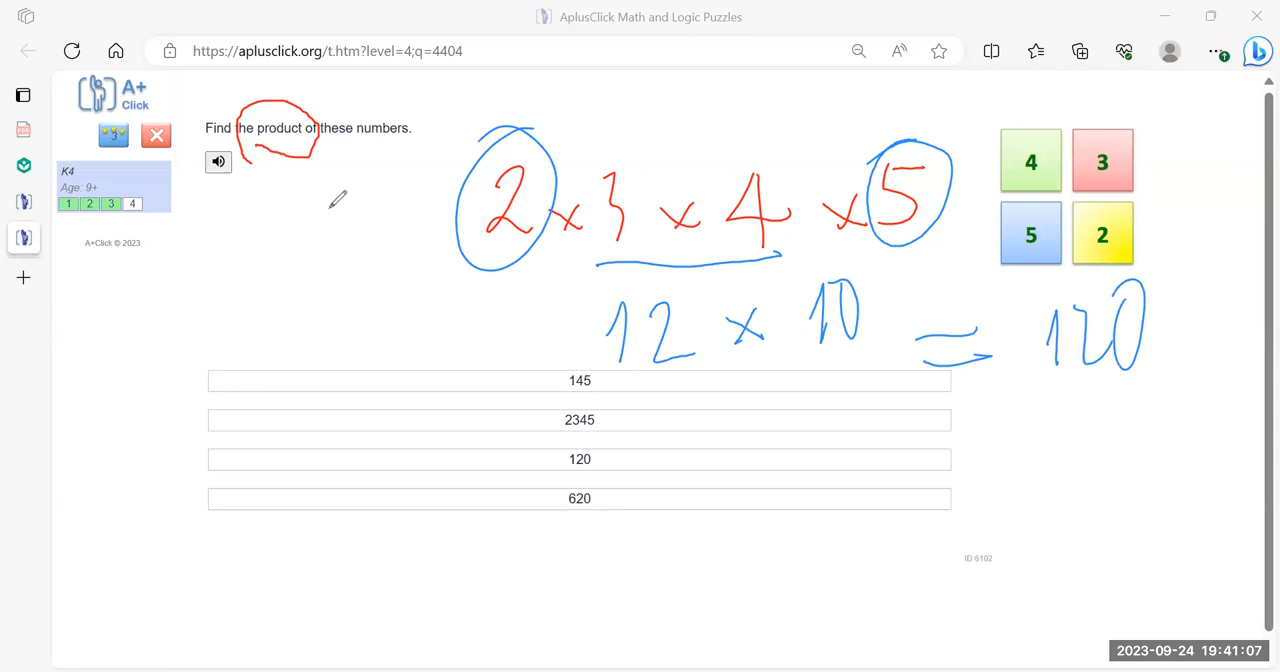 AplusClick Math and Logic Puzzles
https://aplusclick.org/t.htm?level=4;q=4404
A+
Click
3
K4
Age: 9+
1 2 3 4
A+Click © 2023
Find the product of these numbers.
2 × 3 × 4 × 5
12 × 10 = 120
4 3
5 2
145
2345
120
620
ID 6102
2023-09-24 19:41:07